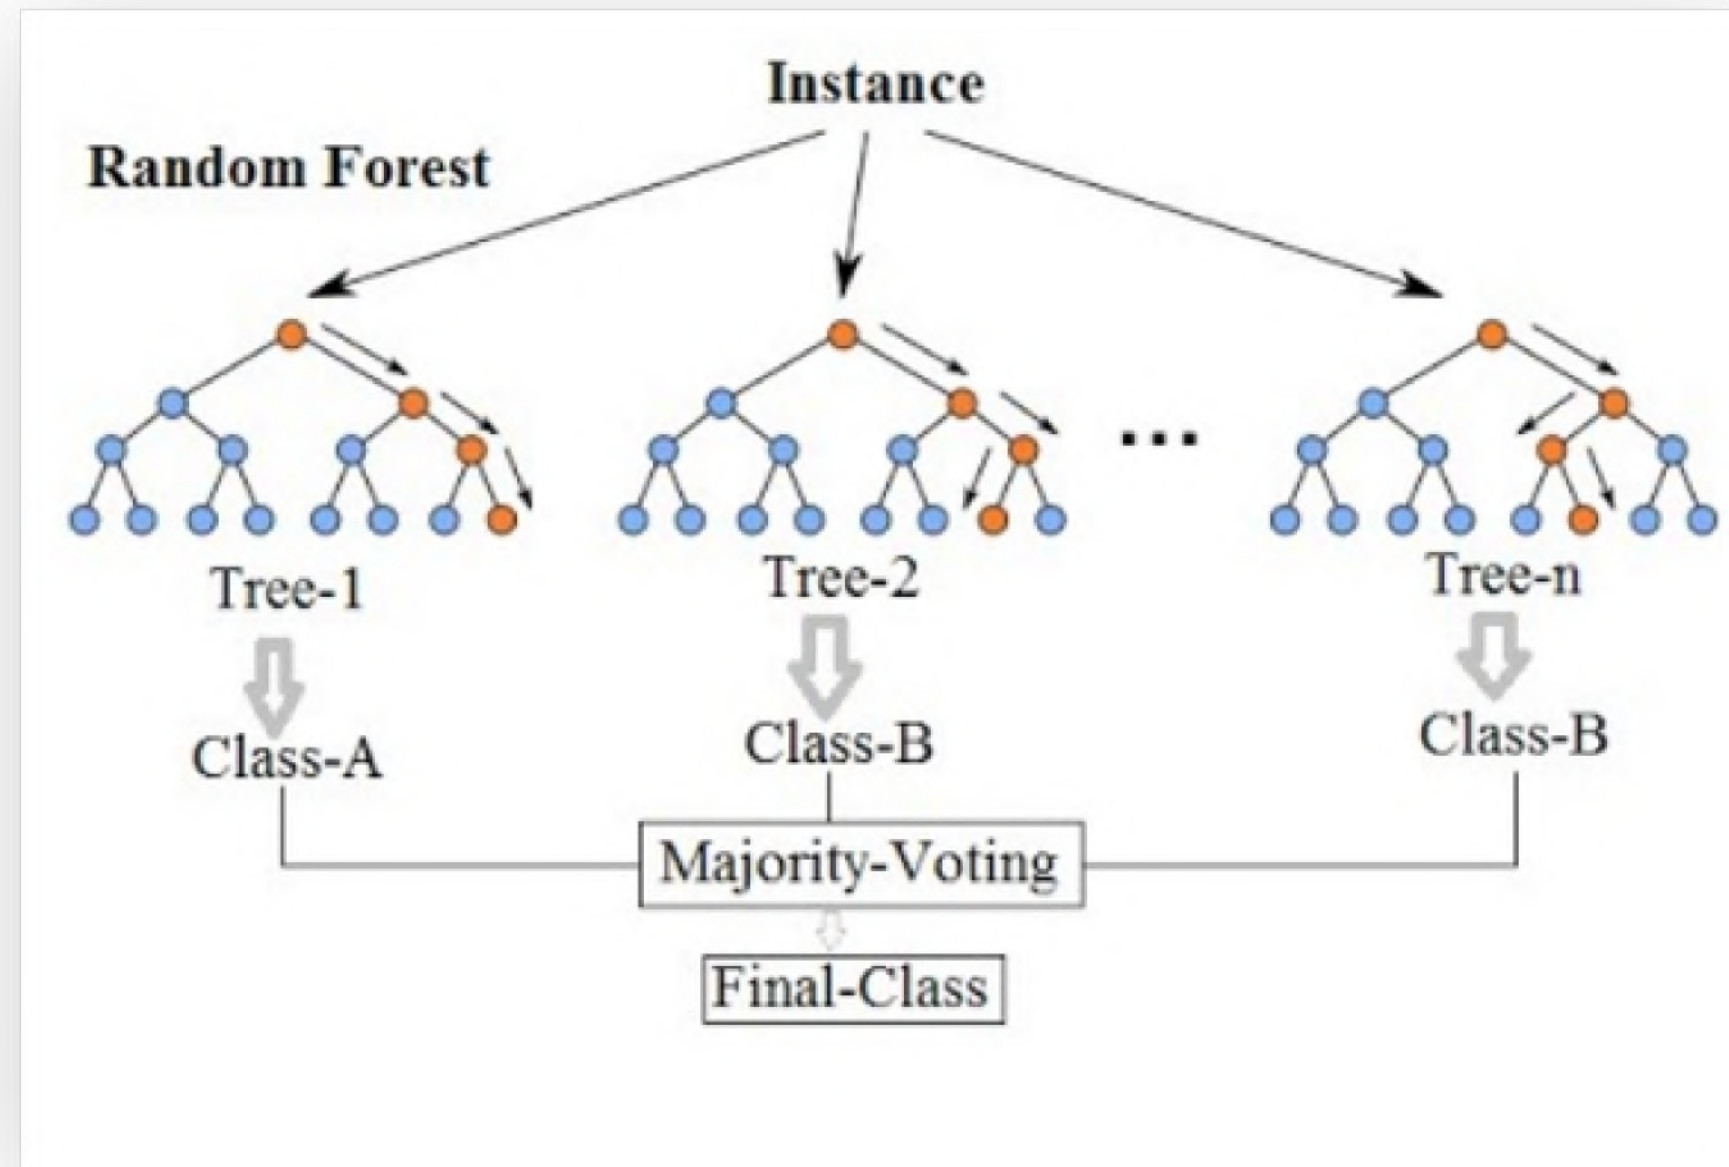 Instance
Random Forest
...
Tree-1
Tree-2
Tree-n
Class-A
Class-B
Class-B
Majority-Voting
Final-Class